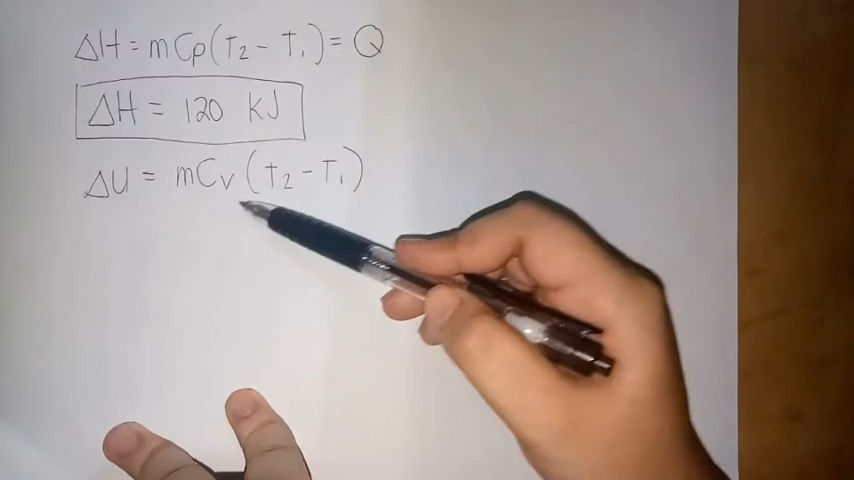 ΔH = mCp(T₂ - T₁) = Q
ΔH = 120 kJ
ΔU = mCv(T₂ - T₁)